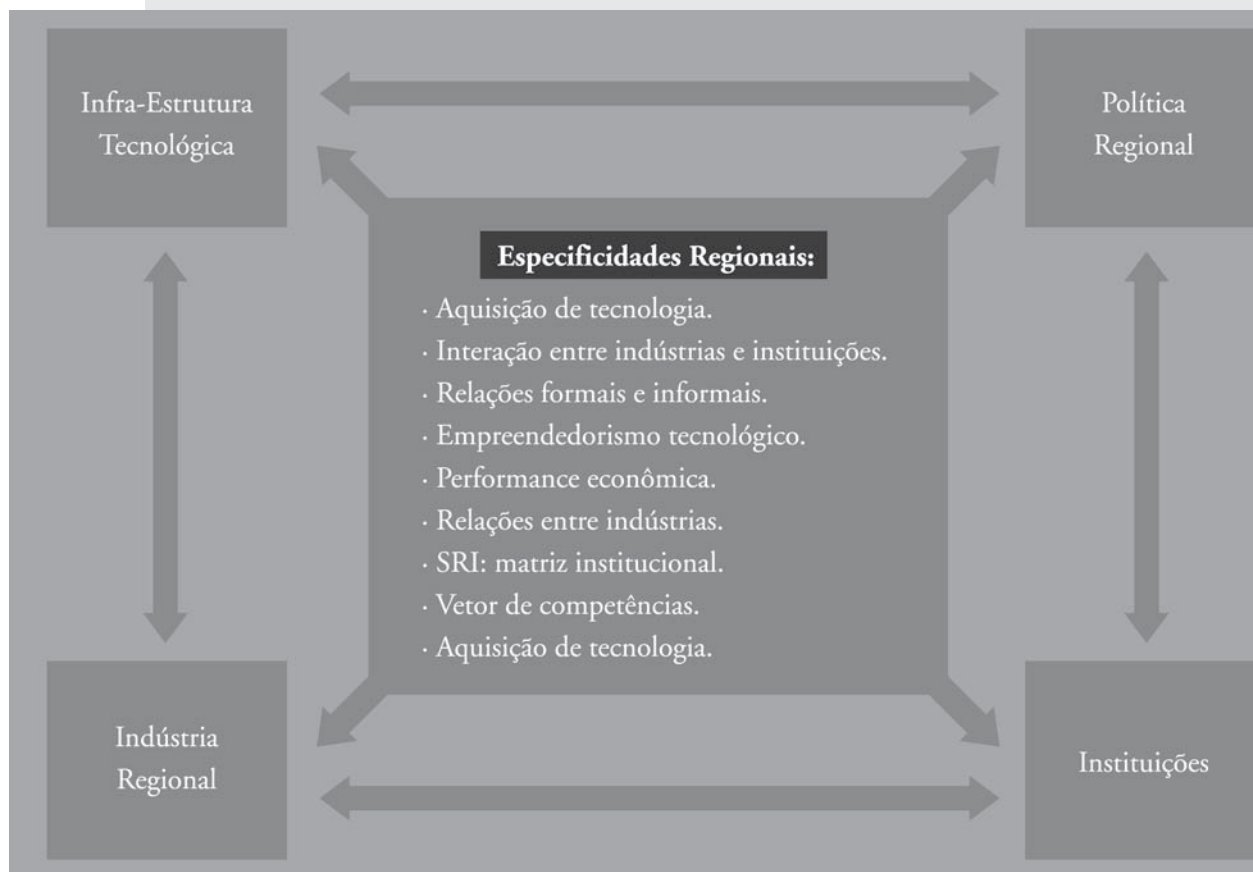 Infra-Estrutura
Tecnológica
Política
Regional
Especificidades Regionais:
· Aquisição de tecnologia.
· Interação entre indústrias e instituições.
· Relações formais e informais.
· Empreendedorismo tecnológico.
· Performance econômica.
· Relações entre indústrias.
· SRI: matriz institucional.
· Vetor de competências.
· Aquisição de tecnologia.
Indústria
Regional
Instituições